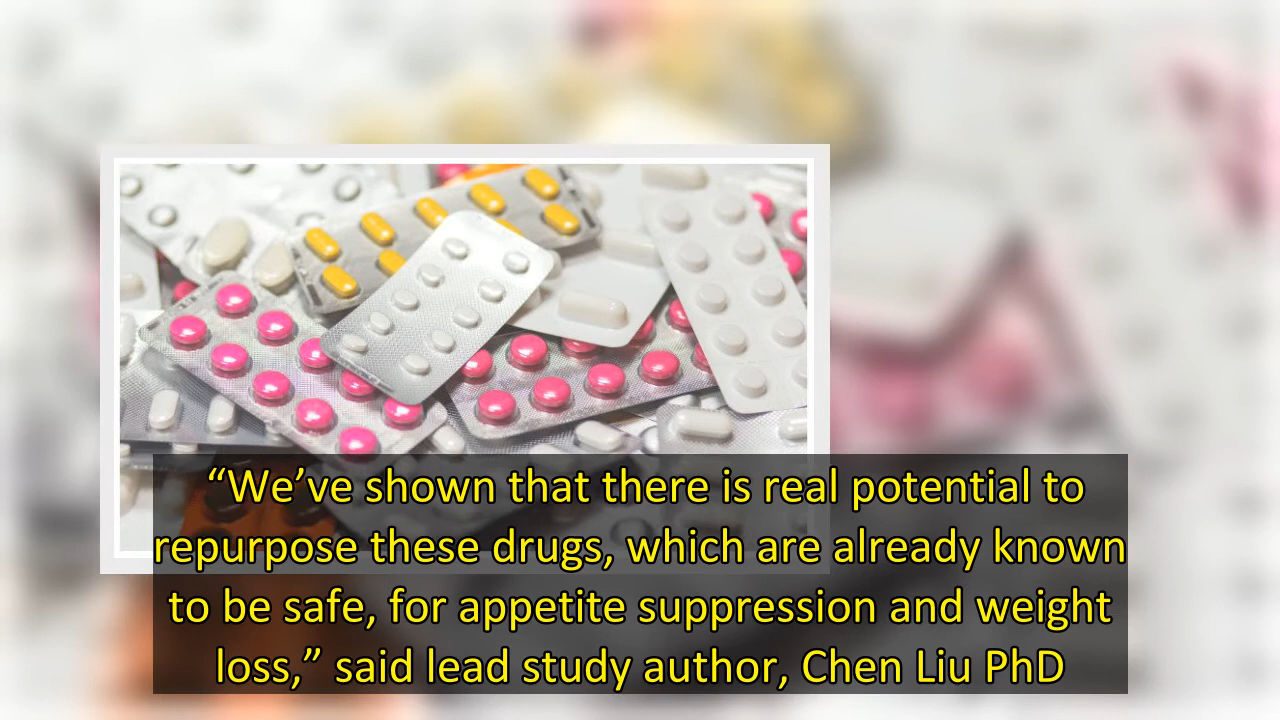 “We’ve shown that there is real potential to
repurpose these drugs, which are already known
to be safe, for appetite suppression and weight
loss,” said lead study author, Chen Liu PhD